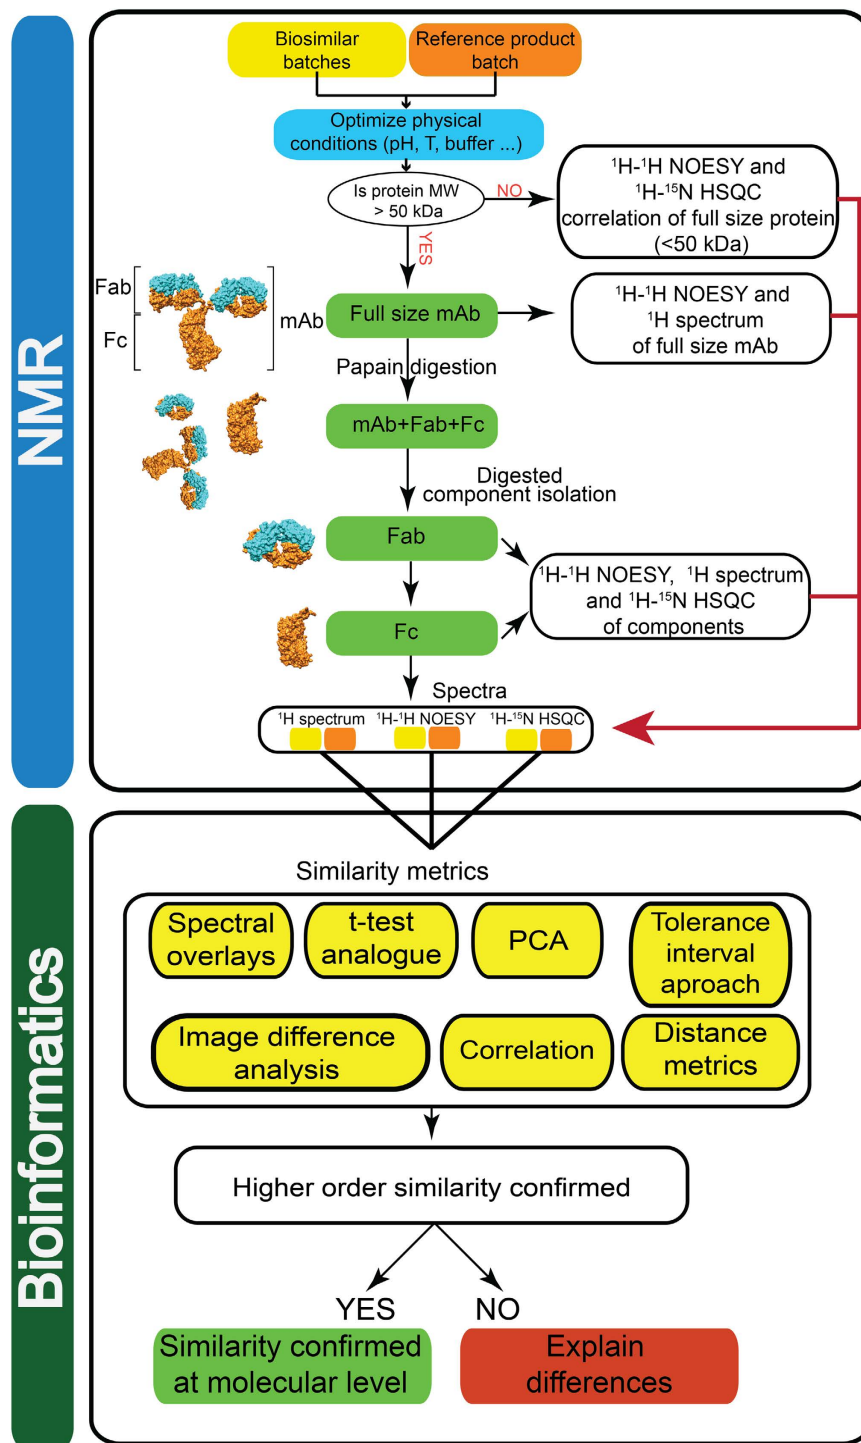 NMR
Biosimilar
batches
Reference product
batch
Optimize physical
conditions (pH, T, buffer ...)
Is protein MW
> 50 kDa
NO
YES
¹H-¹H NOESY and
¹H-¹⁵N HSQC
correlation of full size protein
(<50 kDa)
Fab
Fc
mAb
Full size mAb
¹H-¹H NOESY and
¹H spectrum
of full size mAb
Papain digestion
mAb+Fab+Fc
Digested
component isolation
Fab
Fc
¹H-¹H NOESY, ¹H spectrum
and ¹H-¹⁵N HSQC
of components
Spectra
¹H spectrum ¹H-¹H NOESY ¹H-¹⁵N HSQC
Bioinformatics
Similarity metrics
Spectral
overlays
t-test
analogue
PCA
Tolerance
interval
aproach
Image difference
analysis
Correlation
Distance
metrics
Higher order similarity confirmed
YES
NO
Similarity confirmed
at molecular level
Explain
differences